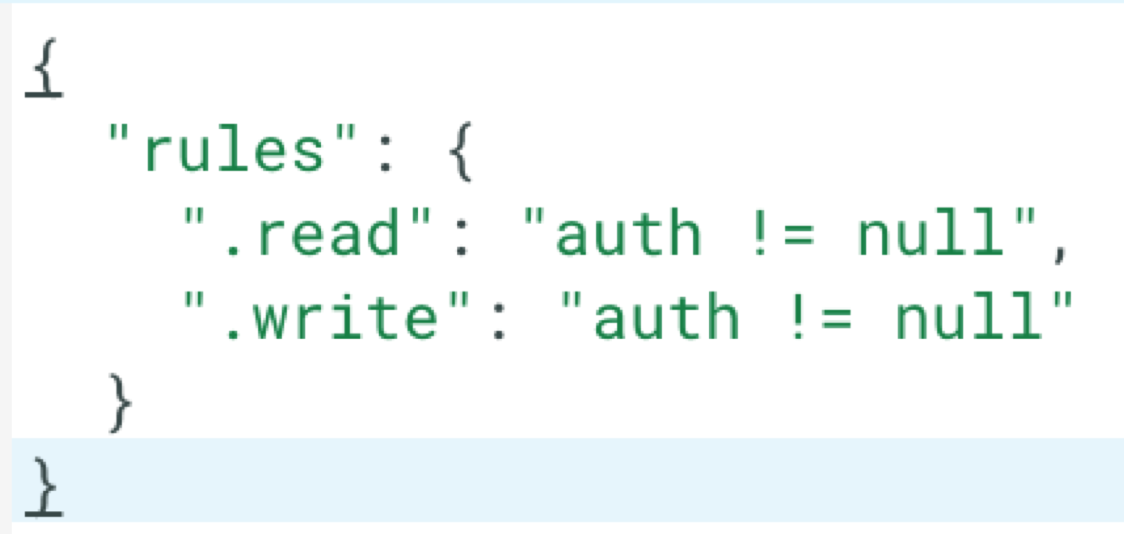 {
  "rules": {
    ".read": "auth != null",
    ".write": "auth != null"
  }
}